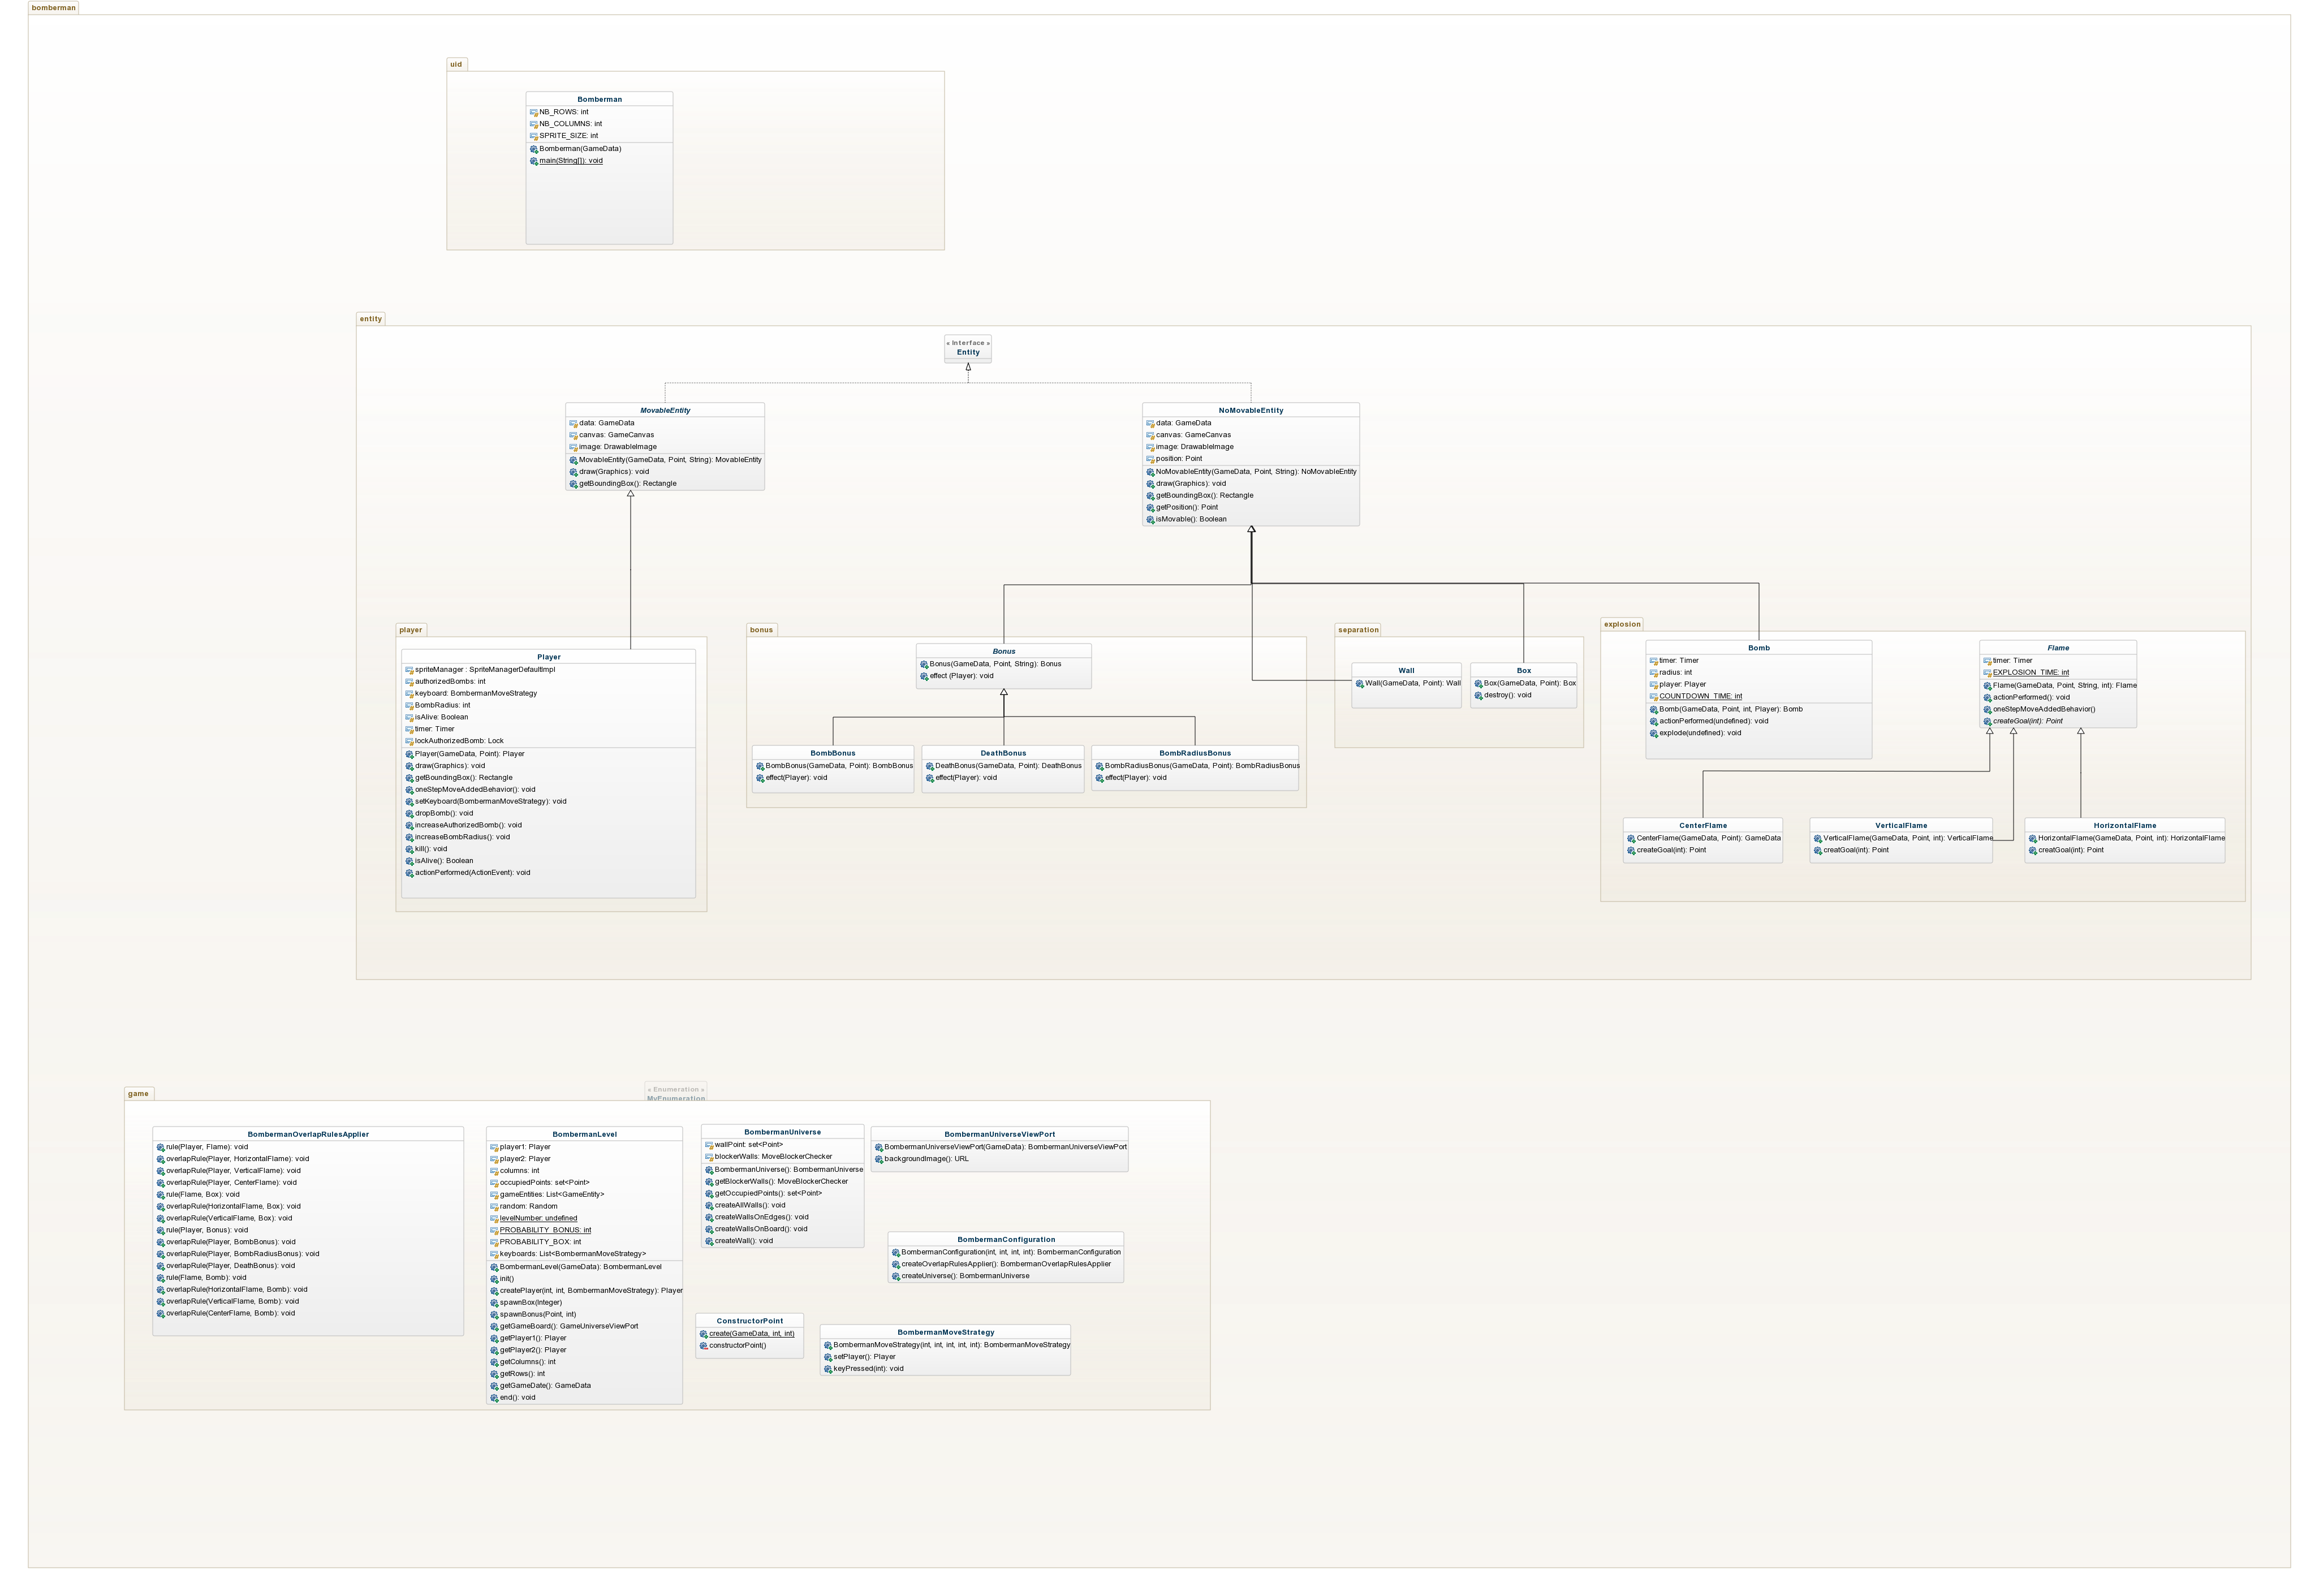 bomberman
uid
Bomberman
NB_ROWS: int
NB_COLUMNS: int
SPRITE_SIZE: int
Bomberman(GameData)
main(String[]): void
entity
« Interface »
Entity
MovableEntity
data: GameData
canvas: GameCanvas
image: DrawableImage
MovableEntity(GameData, Point, String): MovableEntity
draw(Graphics): void
getBoundingBox(): Rectangle
NoMovableEntity
data: GameData
canvas: GameCanvas
image: DrawableImage
position: Point
NoMovableEntity(GameData, Point, String): NoMovableEntity
draw(Graphics): void
getBoundingBox(): Rectangle
getPosition(): Point
isMovable(): Boolean
player
Player
spriteManager : SpriteManagerDefaultImpl
authorizedBombs: int
keyboard: BombermanMoveStrategy
BombRadius: int
isAlive: Boolean
timer: Timer
lockAuthorizedBomb: Lock
Player(GameData, Point): Player
draw(Graphics): void
getBoundingBox(): Rectangle
oneStepMoveAddedBehavior(): void
setKeyboard(BombermanMoveStrategy): void
dropBomb(): void
increaseAuthorizedBomb(): void
increaseBombRadius(): void
kill(): void
isAlive(): Boolean
actionPerformed(ActionEvent): void
bonus
Bonus
Bonus(GameData, Point, String): Bonus
effect (Player): void
BombBonus
BombBonus(GameData, Point): BombBonus
effect(Player): void
DeathBonus
DeathBonus(GameData, Point): DeathBonus
effect(Player): void
BombRadiusBonus
BombRadiusBonus(GameData, Point): BombRadiusBonus
effect(Player): void
separation
Wall
Wall(GameData, Point): Wall
Box
Box(GameData, Point): Box
destroy(): void
explosion
Bomb
timer: Timer
radius: int
player: Player
COUNTDOWN_TIME: int
Bomb(GameData, Point, int, Player): Bomb
actionPerformed(undefined): void
explode(undefined): void
Flame
timer: Timer
EXPLOSION_TIME: int
Flame(GameData, Point, String, int): Flame
actionPerformed(): void
oneStepMoveAddedBehavior()
createGoal(int): Point
CenterFlame
CenterFlame(GameData, Point): GameData
createGoal(int): Point
VerticalFlame
VerticalFlame(GameData, Point, int): VerticalFlame
creatGoal(int): Point
HorizontalFlame
HorizontalFlame(GameData, Point, int): HorizontalFlame
creatGoal(int): Point
game
« Enumeration »
MyEnumeration
BombermanOverlapRulesApplier
rule(Player, Flame): void
overlapRule(Player, HorizontalFlame): void
overlapRule(Player, VerticalFlame): void
overlapRule(Player, CenterFlame): void
rule(Flame, Box): void
overlapRule(HorizontalFlame, Box): void
overlapRule(VerticalFlame, Box): void
rule(Player, Bonus): void
overlapRule(Player, BombBonus): void
overlapRule(Player, BombRadiusBonus): void
overlapRule(Player, DeathBonus): void
rule(Flame, Bomb): void
overlapRule(HorizontalFlame, Bomb): void
overlapRule(VerticalFlame, Bomb): void
overlapRule(CenterFlame, Bomb): void
BombermanLevel
player1: Player
player2: Player
columns: int
occupiedPoints: set<Point>
gameEntities: List<GameEntity>
random: Random
levelNumber: undefined
PROBABILITY_BONUS: int
PROBABILITY_BOX: int
keyboards: List<BombermanMoveStrategy>
BombermanLevel(GameData): BombermanLevel
init()
createPlayer(int, int, BombermanMoveStrategy): Player
spawnBox(Integer)
spawnBonus(Point, int)
getGameBoard(): GameUniverseViewPort
getPlayer1(): Player
getPlayer2(): Player
getColumns(): int
getRows(): int
getGameDate(): GameData
end(): void
BombermanUniverse
wallPoint: set<Point>
blockerWalls: MoveBlockerChecker
BombermanUniverse(): BombermanUniverse
getBlockerWalls(): MoveBlockerChecker
getOccupiedPoints(): set<Point>
createAllWalls(): void
createWallsOnEdges(): void
createWallsOnBoard(): void
createWall(): void
BombermanUniverseViewPort
BombermanUniverseViewPort(GameData): BombermanUniverseViewPort
backgroundImage(): URL
BombermanConfiguration
BombermanConfiguration(int, int, int, int): BombermanConfiguration
createOverlapRulesApplier(): BombermanOverlapRulesApplier
createUniverse(): BombermanUniverse
ConstructorPoint
create(GameData, int, int)
constructorPoint()
BombermanMoveStrategy
BombermanMoveStrategy(int, int, int, int, int): BombermanMoveStrategy
setPlayer(): Player
keyPressed(int): void